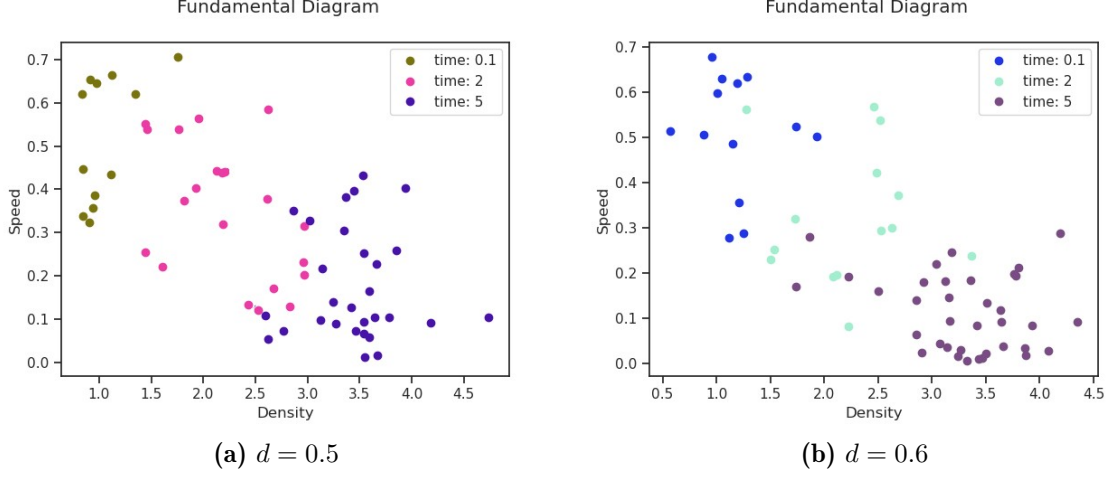 Fundamental Diagram
0.7
0.6
0.5
0.4
0.3
0.2
0.1
0.0
Speed
time: 0.1
time: 2
time: 5
1.0 1.5 2.0 2.5 3.0 3.5 4.0 4.5
Density
(a) d = 0.5
Fundamental Diagram
0.7
0.6
0.5
0.4
0.3
0.2
0.1
0.0
Speed
time: 0.1
time: 2
time: 5
0.5 1.0 1.5 2.0 2.5 3.0 3.5 4.0 4.5
Density
(b) d = 0.6